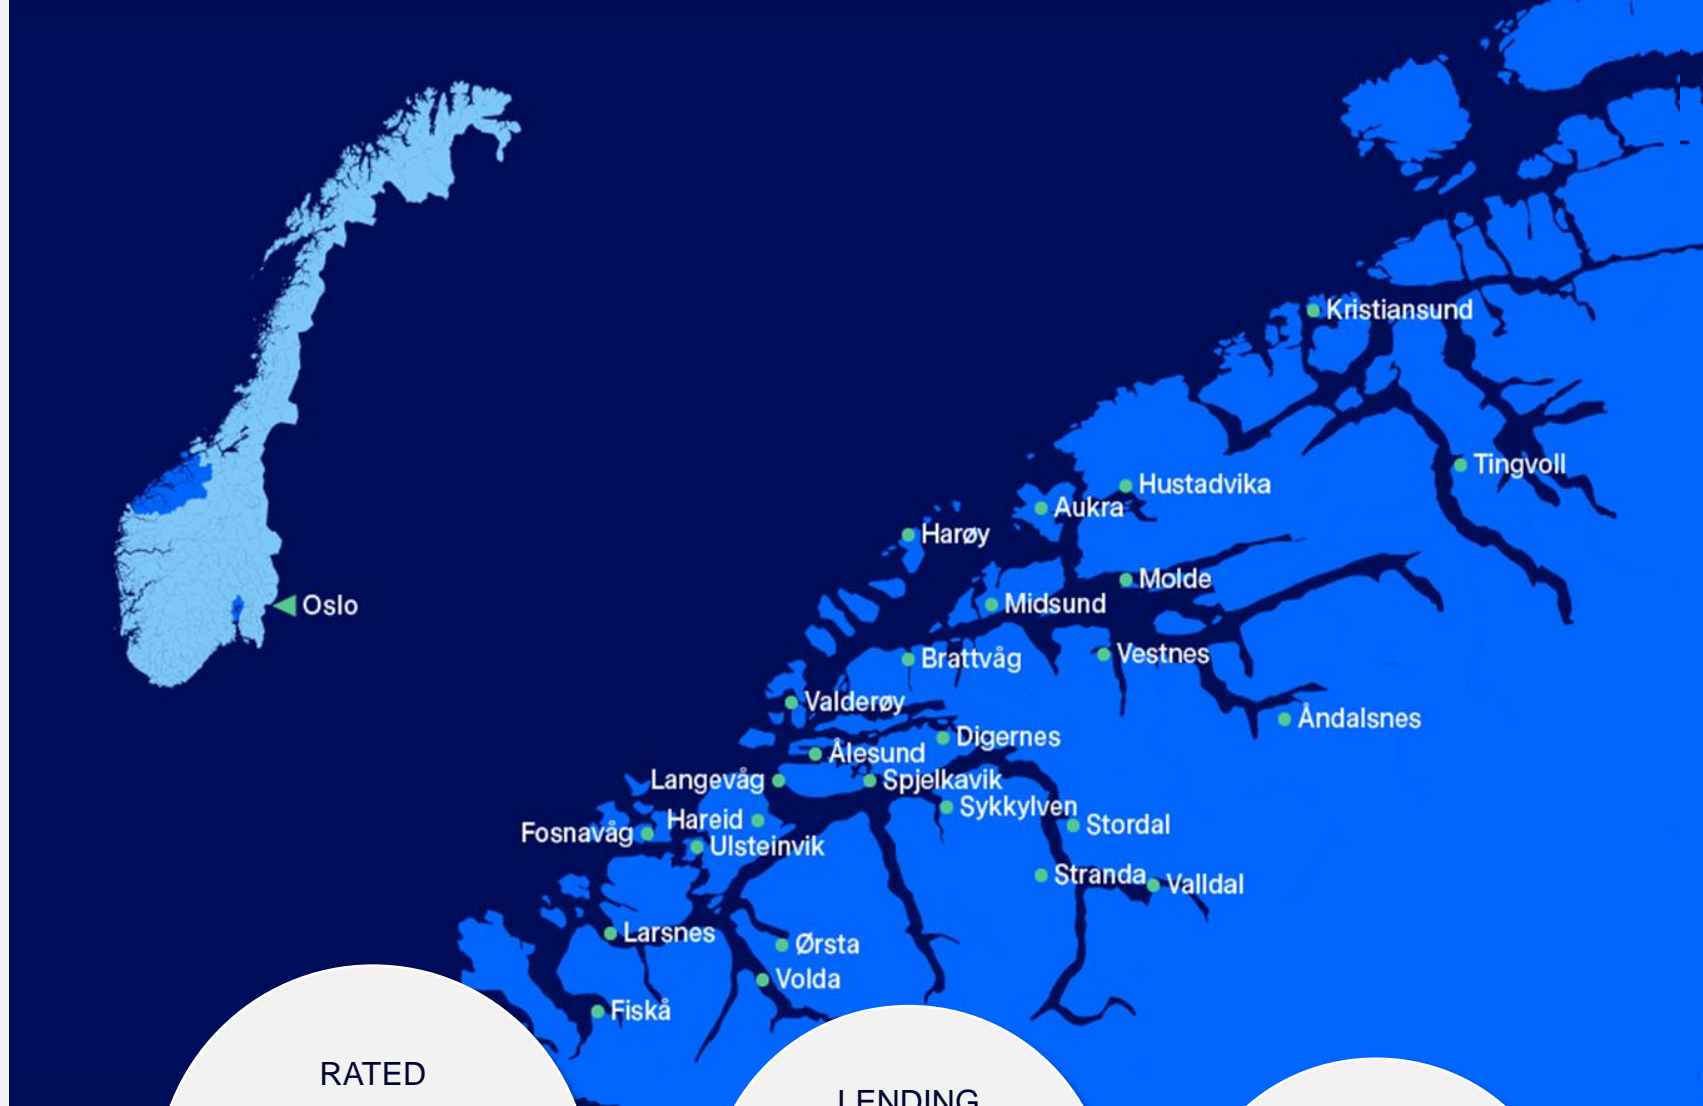 Kristiansund
Tingvoll
Hustadvika
Aukra
Harøy
Molde
Midsund
Oslo
Vestnes
Brattvåg
Valderøy
Åndalsnes
Digernes
Ålesund
Langevåg
Spjelkavik
Sykkylven
Hareid
Stordal
Fosnavåg
Ulsteinvik
Stranda
Valldal
Larsnes
Ørsta
Volda
Fiskå
RATED
LENDING